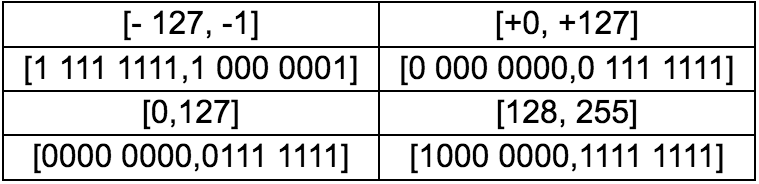 [- 127, -1] [+0, +127]
[1 111 1111,1 000 0001] [0 000 0000,0 111 1111]
[0,127] [128, 255]
[0000 0000,0111 1111] [1000 0000,1111 1111]